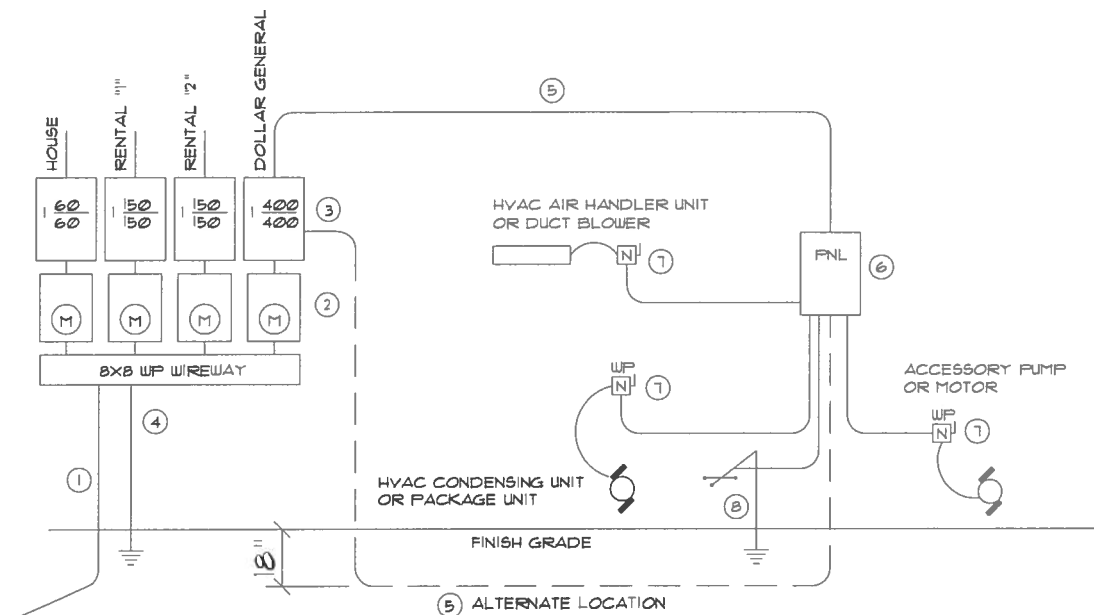 HOUSE
RENTAL "1"
RENTAL "2"
DOLLAR GENERAL
5
60
60
150
150
150
150
400
400
3
HVAC AIR HANDLER UNIT
OR DUCT BLOWER
N
7
PNL
6
M
M
M
M
2
8X8 WP WIREWAY
WP
N
7
ACCESSORY PUMP
OR MOTOR
WP
N
7
4
1
HVAC CONDENSING UNIT
OR PACKAGE UNIT
8
FINISH GRADE
18"
5 ALTERNATE LOCATION